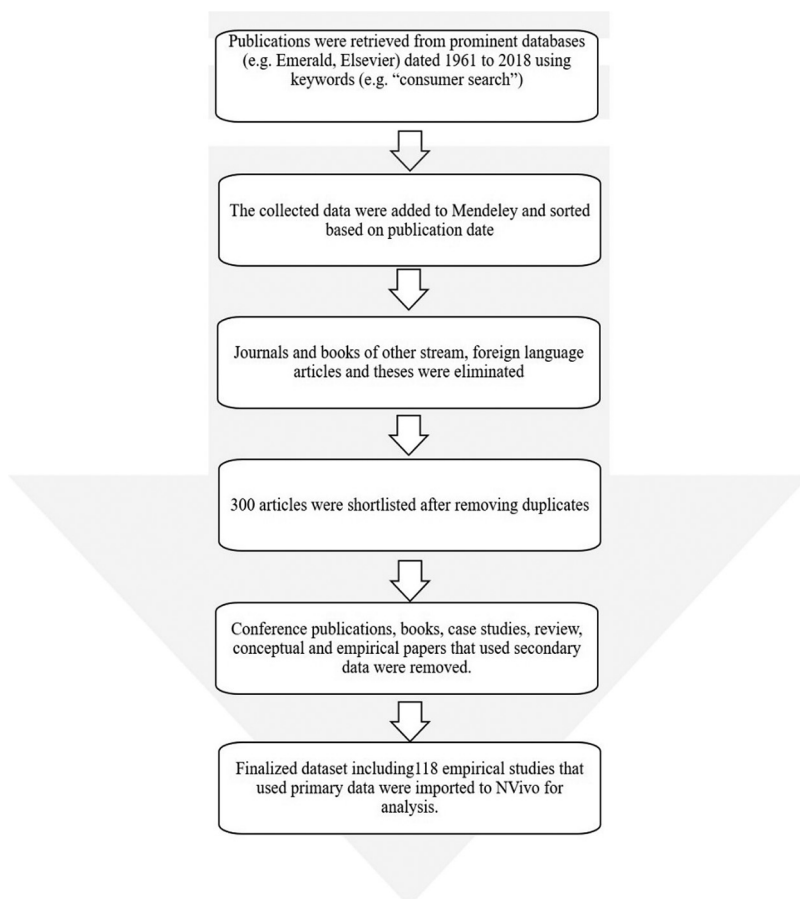 Publications were retrieved from prominent databases
(e.g. Emerald, Elsevier) dated 1961 to 2018 using
keywords (e.g. “consumer search”)
The collected data were added to Mendeley and sorted
based on publication date
Journals and books of other stream, foreign language
articles and theses were eliminated
300 articles were shortlisted after removing duplicates
Conference publications, books, case studies, review,
conceptual and empirical papers that used secondary
data were removed.
Finalized dataset including118 empirical studies that
used primary data were imported to NVivo for
analysis.